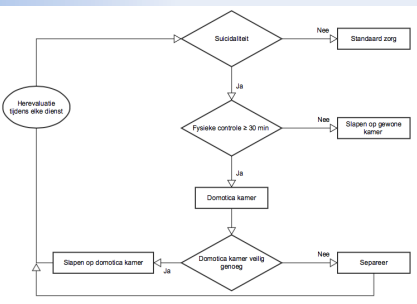 Suicidaliteit
Nee
Standaard zorg
Ja
Herevaluatie
tijdens elke dienst
Fysieke controle ≥ 30 min
Nee
Slapen op gewone
kamer
Ja
Domotica kamer
Slapen op domotica kamer
Ja
Domotica kamer veilig
genoeg
Nee
Separeer